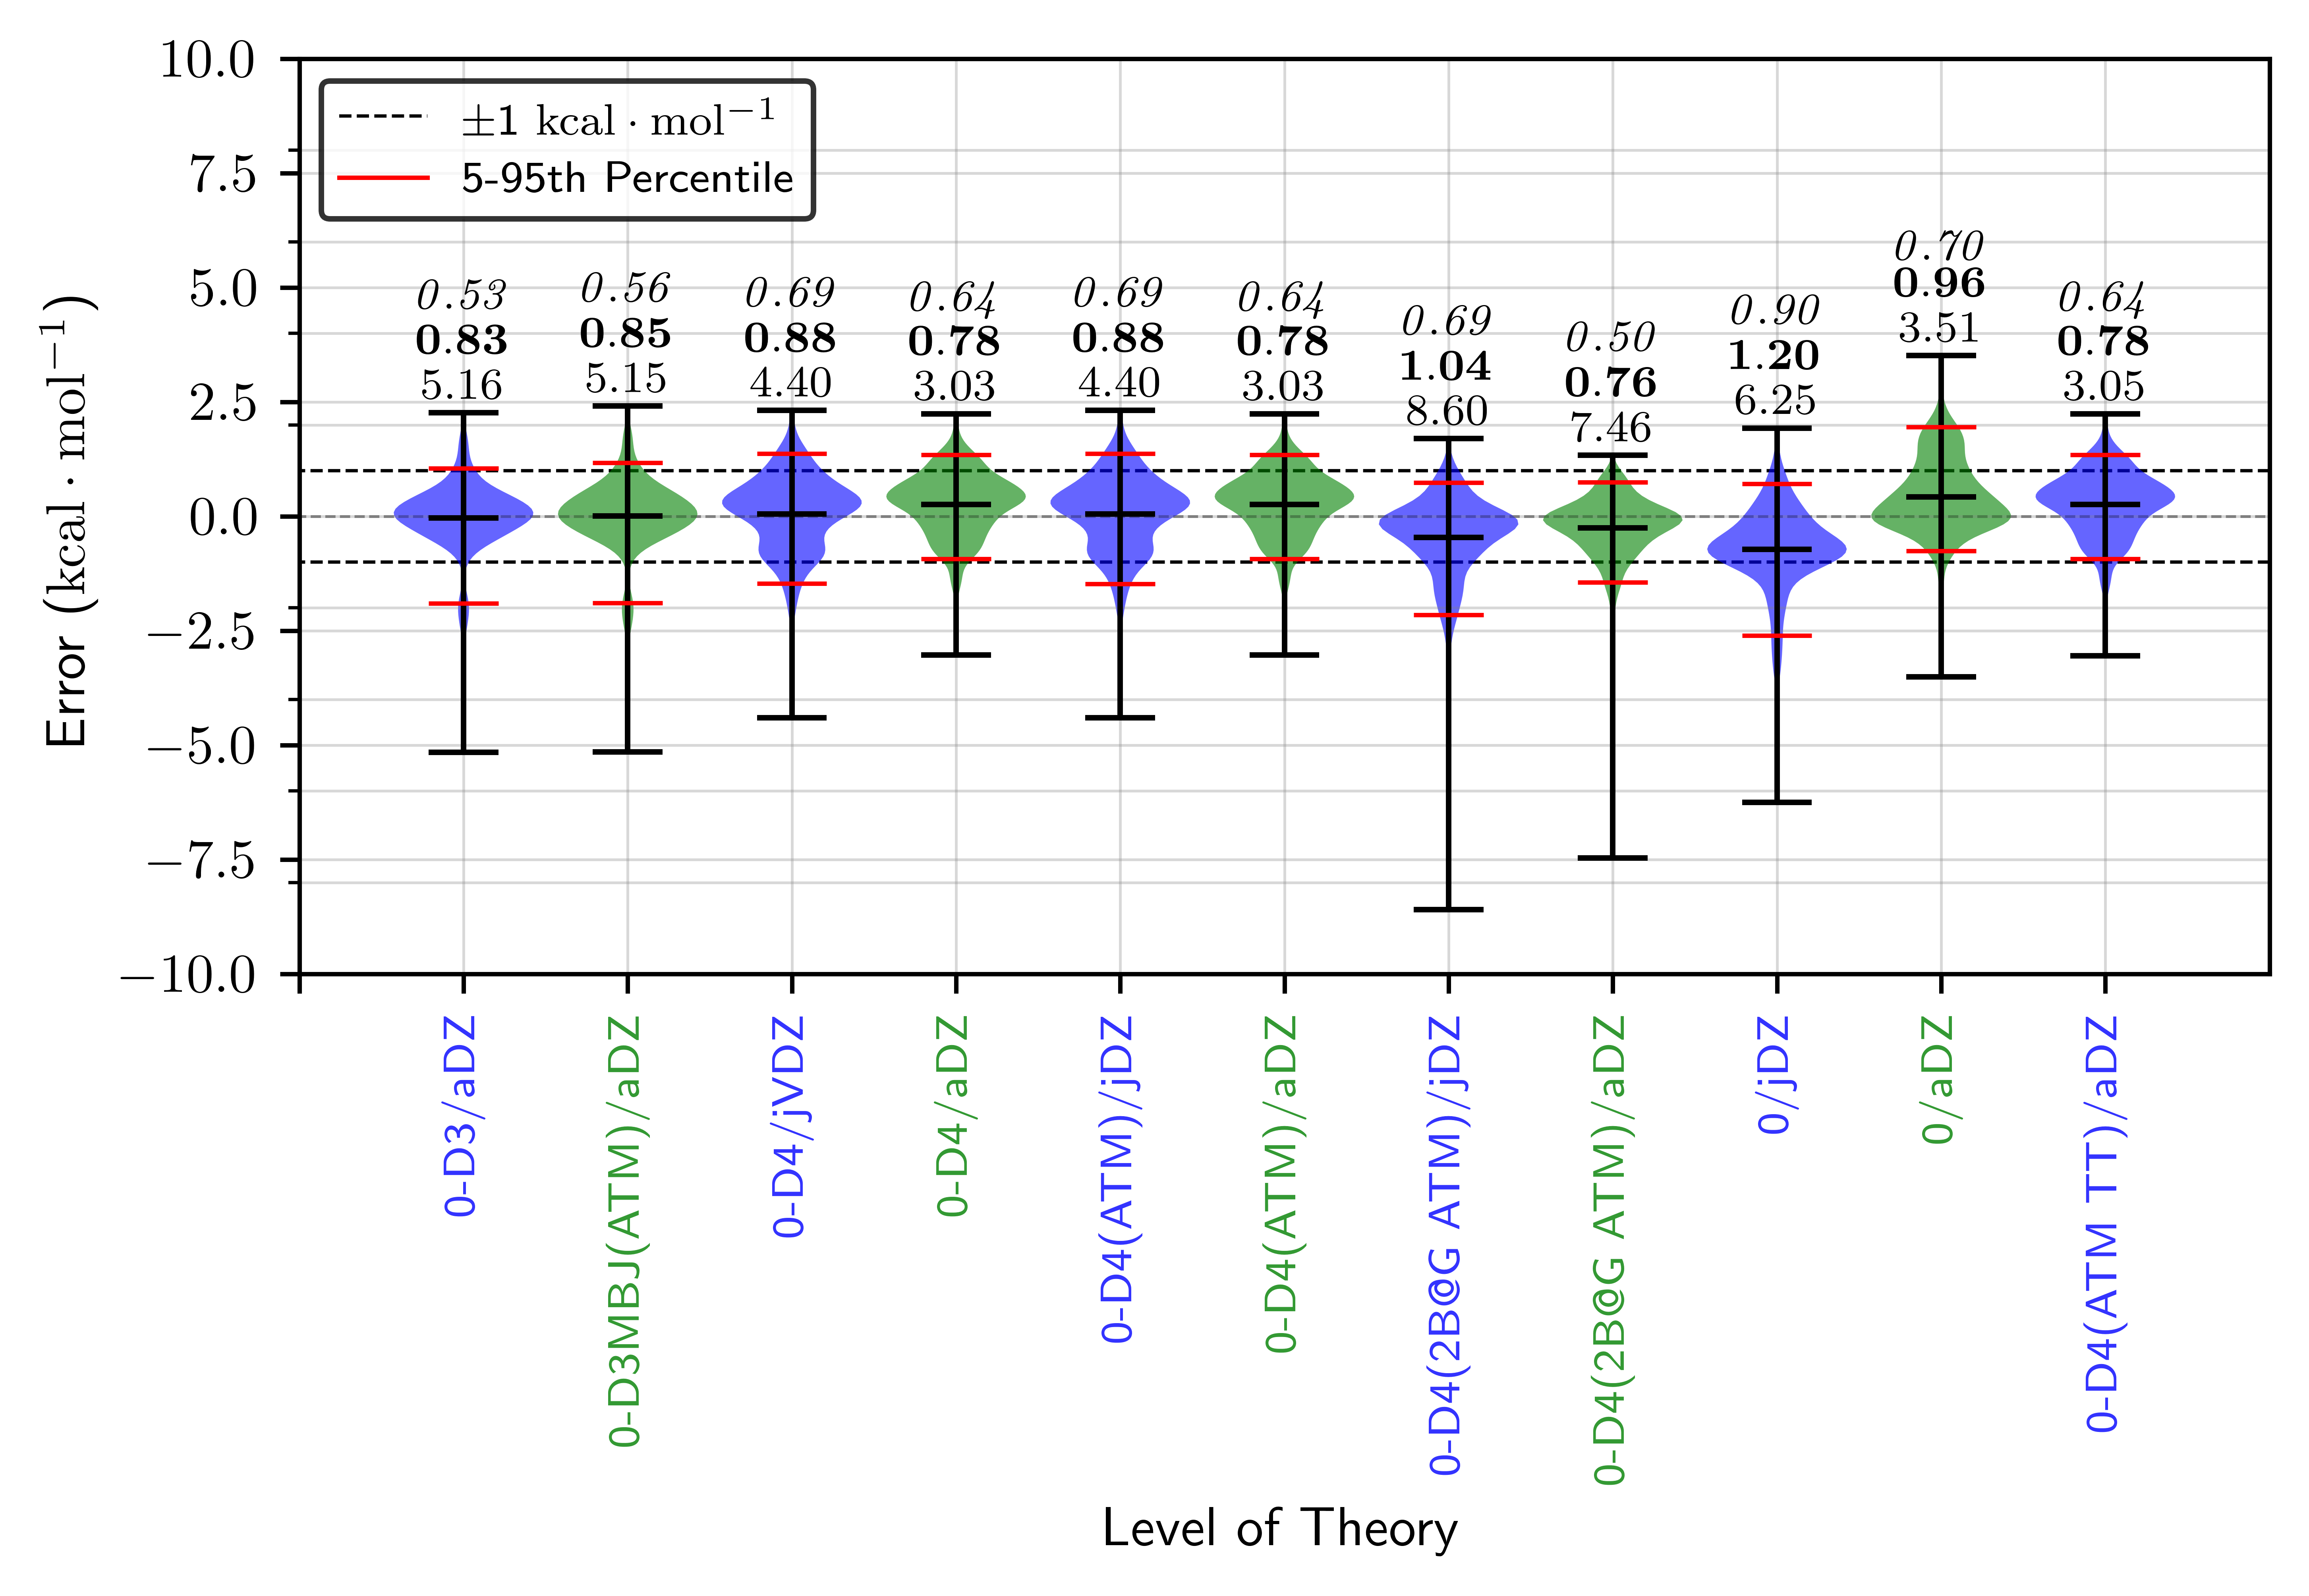 10.0
7.5
5.0
2.5
0.0
−2.5
−5.0
−7.5
−10.0
Error (kcal · mol⁻¹)
±1 kcal · mol⁻¹
5-95th Percentile
0.53
0.83
5.16
0.56
0.85
5.15
0.69
0.88
4.40
0.64
0.78
3.03
0.69
0.88
4.40
0.64
0.78
3.03
0.69
1.04
8.60
0.50
0.76
7.46
0.90
1.20
6.25
0.70
0.96
3.51
0.64
0.78
3.05
0-D3/aDZ
0-D3MBJ(ATM)/aDZ
0-D4/jVDZ
0-D4/aDZ
0-D4(ATM)/jDZ
0-D4(ATM)/aDZ
0-D4(2B@G ATM)/jDZ
0-D4(2B@G ATM)/aDZ
0/jDZ
0/aDZ
0-D4(ATM TT)/aDZ
Level of Theory